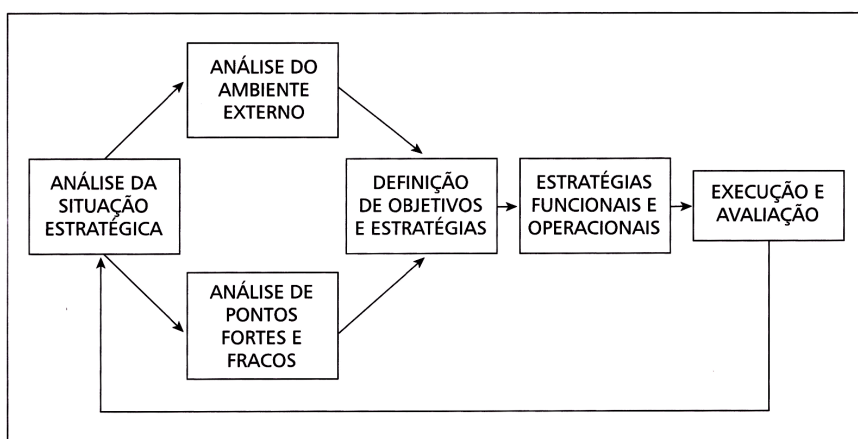 ANÁLISE DO
AMBIENTE
EXTERNO
ANÁLISE DA
SITUAÇÃO
ESTRATÉGICA
DEFINIÇÃO
DE OBJETIVOS
E ESTRATÉGIAS
ESTRATÉGIAS
FUNCIONAIS E
OPERACIONAIS
EXECUÇÃO E
AVALIAÇÃO
ANÁLISE DE
PONTOS
FORTES E
FRACOS